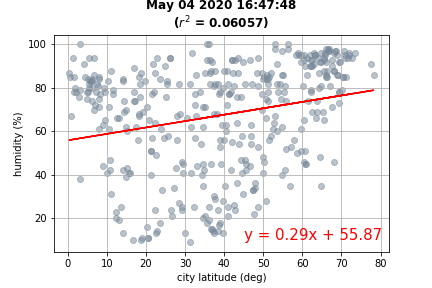 May 04 2020 16:47:48
(r² = 0.06057)
100
80
60
40
20
humidity (%)
y = 0.29x + 55.87
0 10 20 30 40 50 60 70 80
city latitude (deg)